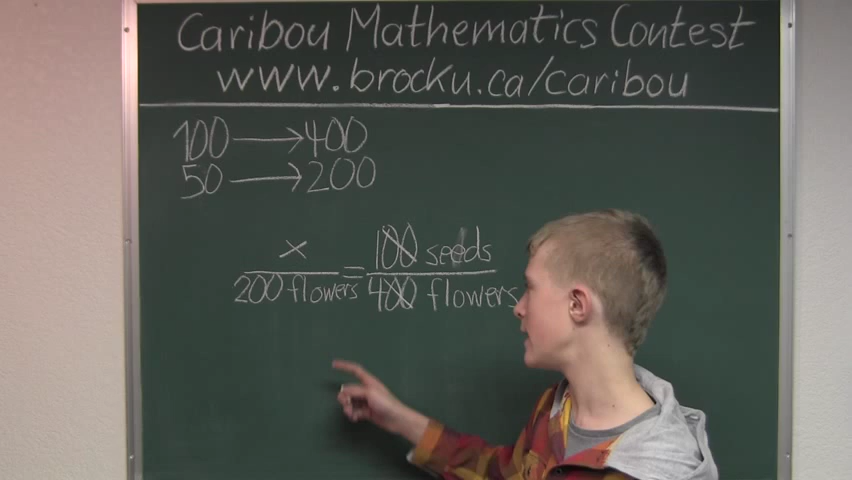 Caribou Mathematics Contest
www.brocku.ca/caribou
100 → 400
50 → 200
x = 100 seeds
200 flowers 400 flowers